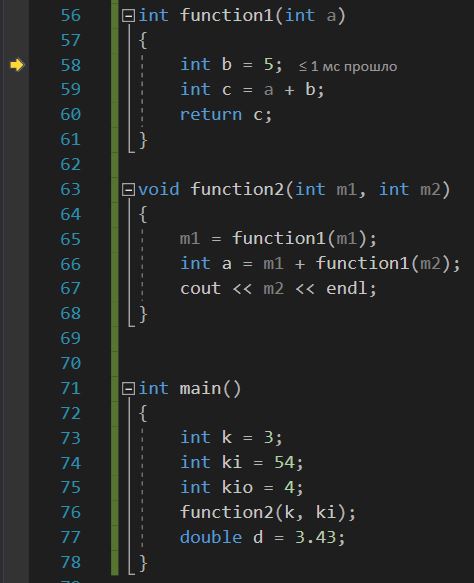 56 int function1(int a)
57 {
58 int b = 5; ≤ 1 мс прошло
59 int c = a + b;
60 return c;
61 }
62
63 void function2(int m1, int m2)
64 {
65 m1 = function1(m1);
66 int a = m1 + function1(m2);
67 cout << m2 << endl;
68 }
69
70
71 int main()
72 {
73 int k = 3;
74 int ki = 54;
75 int kio = 4;
76 function2(k, ki);
77 double d = 3.43;
78 }